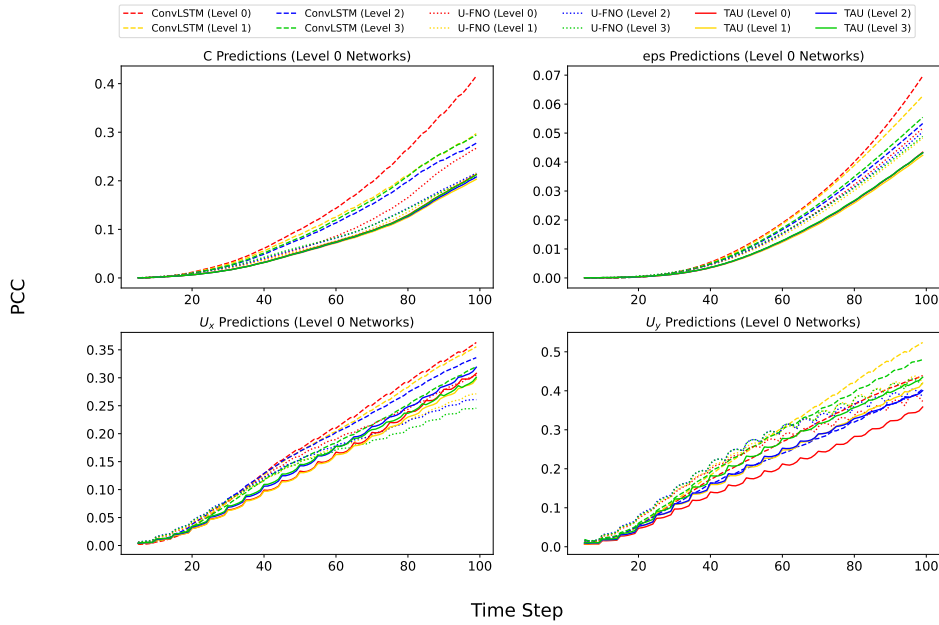 ConvLSTM (Level 0) ConvLSTM (Level 2) U-FNO (Level 0) U-FNO (Level 2) TAU (Level 0) TAU (Level 2)
ConvLSTM (Level 1) ConvLSTM (Level 3) U-FNO (Level 1) U-FNO (Level 3) TAU (Level 1) TAU (Level 3)
C Predictions (Level 0 Networks)
0.4
0.3
0.2
0.1
0.0
20 40 60 80 100
eps Predictions (Level 0 Networks)
0.07
0.06
0.05
0.04
0.03
0.02
0.01
0.00
20 40 60 80 100
PCC
Ux Predictions (Level 0 Networks)
0.35
0.30
0.25
0.20
0.15
0.10
0.05
0.00
20 40 60 80 100
Uy Predictions (Level 0 Networks)
0.5
0.4
0.3
0.2
0.1
0.0
20 40 60 80 100
Time Step